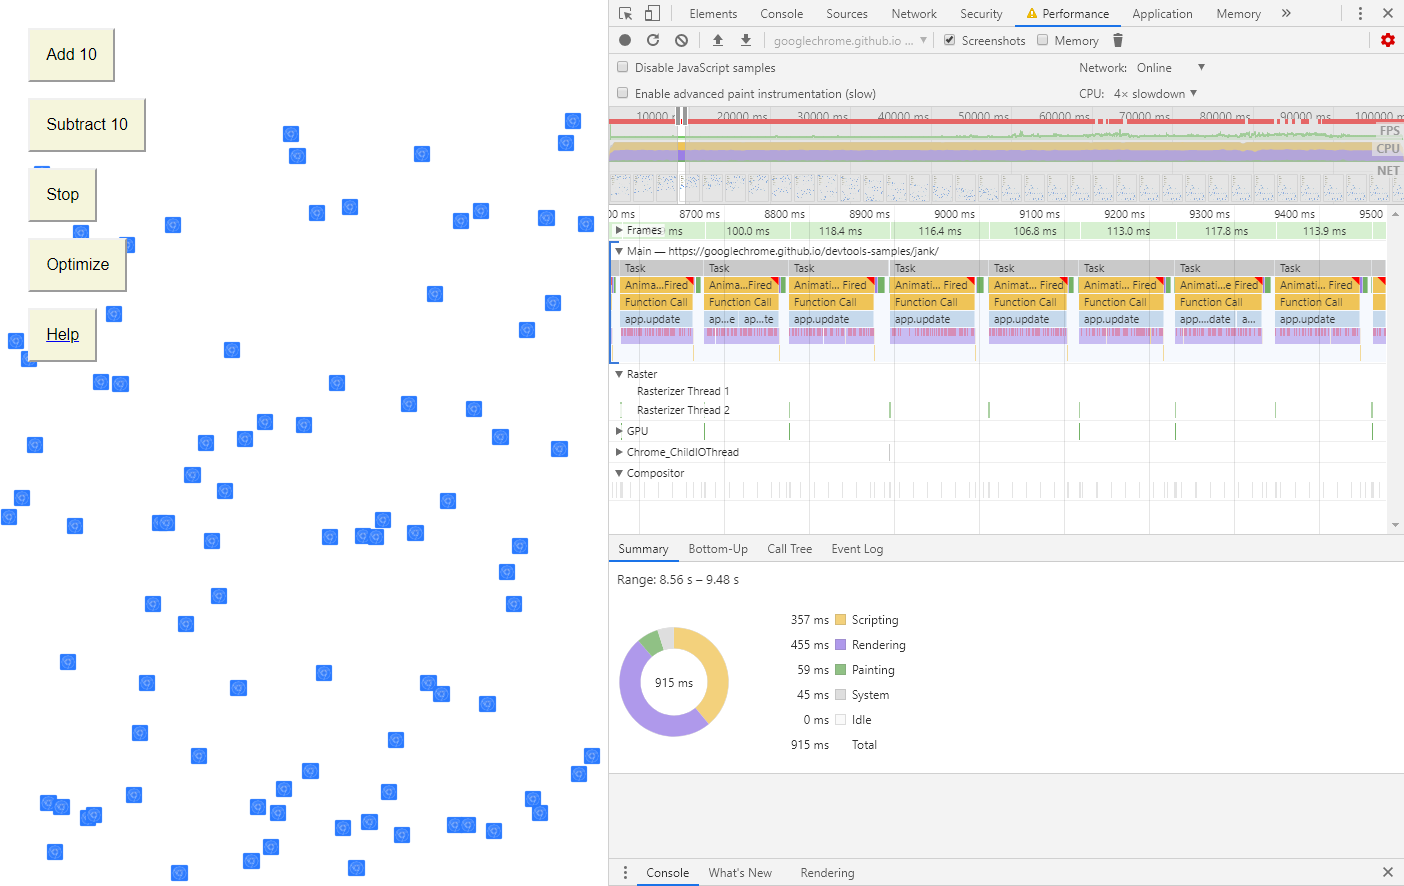 Add 10
Subtract 10
Stop
Optimize
Help
Elements Console Sources Network Security Performance Application Memory »
googlechrome.github.io ... Screenshots Memory
Disable JavaScript samples Network: Online
Enable advanced paint instrumentation (slow) CPU: 4× slowdown
20000 ms 30000 ms 40000 ms 50000 ms 60000 ms 70000 ms 80000 ms 90000 ms
FPS
CPU
NET
00 ms 8700 ms 8800 ms 8900 ms 9000 ms 9100 ms 9200 ms 9300 ms 9400 ms 9500
Frames ms 100.0 ms 118.4 ms 116.4 ms 106.8 ms 113.0 ms 117.8 ms 113.9 ms
Main — https://googlechrome.github.io/devtools-samples/jank/
Task Task Task Task Task Task Task Task
Anima...Fired Anima...Fired Animati... Fired Animati... Fired Animati... Fired Animati... Fired Animati...e Fired Animati... Fired
Function Call Function Call Function Call Function Call Function Call Function Call Function Call Function Call
app.update ap...e ap...te app.update app.update app.update app.update app....date a... app.update
Raster
Rasterizer Thread 1
Rasterizer Thread 2
GPU
Chrome_ChildIOThread
Compositor
Summary Bottom-Up Call Tree Event Log
Range: 8.56 s – 9.48 s
915 ms
357 ms Scripting
455 ms Rendering
59 ms Painting
45 ms System
0 ms Idle
915 ms Total
Console What's New Rendering